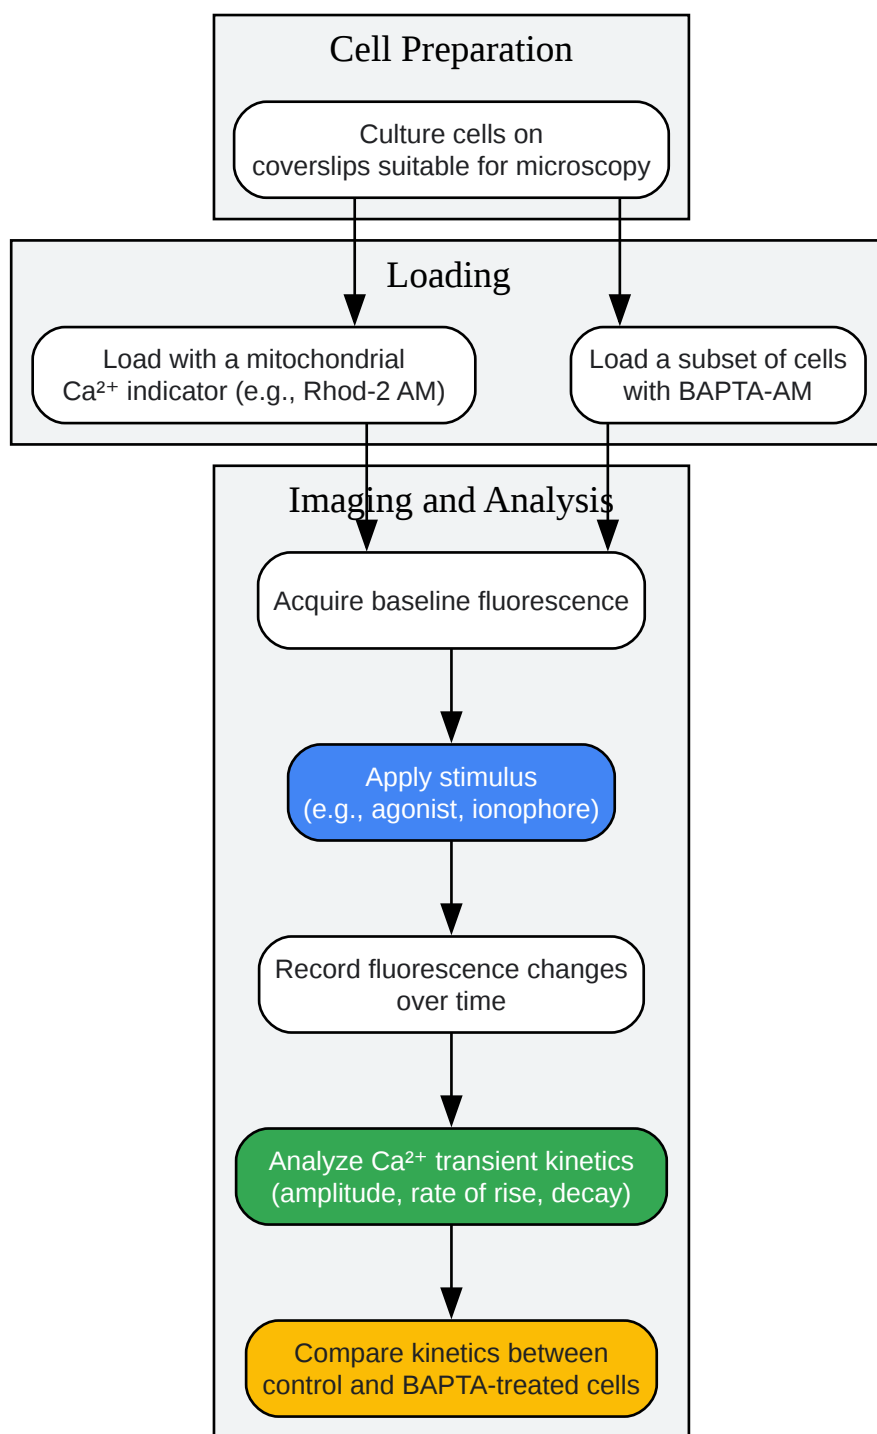 Cell Preparation
Culture cells on
coverslips suitable for microscopy
Loading
Load with a mitochondrial
Ca²⁺ indicator (e.g., Rhod-2 AM)
Load a subset of cells
with BAPTA-AM
Imaging and Analysis
Acquire baseline fluorescence
Apply stimulus
(e.g., agonist, ionophore)
Record fluorescence changes
over time
Analyze Ca²⁺ transient kinetics
(amplitude, rate of rise, decay)
Compare kinetics between
control and BAPTA-treated cells